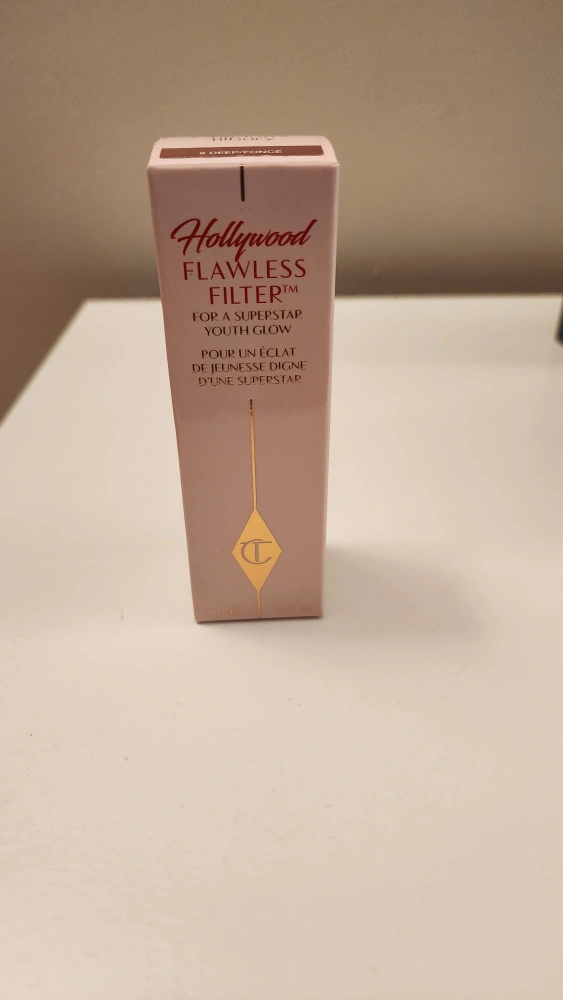 8 DEEP/FONCÉ
Hollywood
FLAWLESS
FILTER™
FOR A SUPERSTAR
YOUTH GLOW
POUR UN ÉCLAT
DE JEUNESSE DIGNE
D'UNE SUPERSTAR
CT